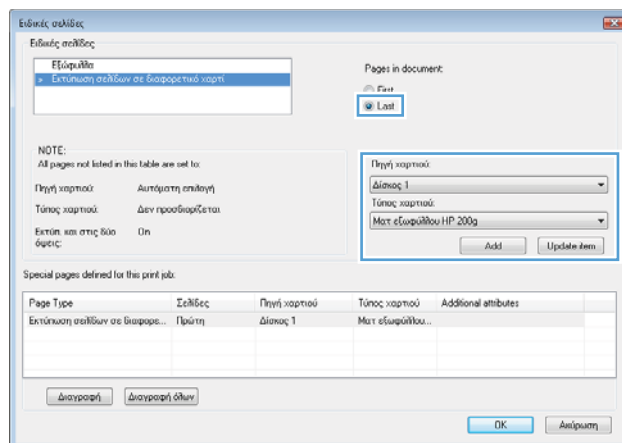 Ειδικές σελίδες
Ειδικές σελίδες
Εξώφυλλα
» Εκτύπωση σελίδων σε διαφορετικό χαρτί
Pages in document:
First
Last
NOTE:
All pages not listed in this table are set to:
Πηγή χαρτιού: Αυτόματη επιλογή
Τύπος χαρτιού: Δεν προσδιορίζεται
Εκτύπ. και στις δύο όψεις: On
Πηγή χαρτιού:
Δίσκος 1
Τύπος χαρτιού:
Ματ εξωφύλλου HP 200g
Add Update item
Special pages defined for this print job:
Page Type Σελίδες Πηγή χαρτιού Τύπος χαρτιού Additional attributes
Εκτύπωση σελίδων σε διαφορε... Πρώτη Δίσκος 1 Ματ εξωφύλλου...
Διαγραφή Διαγραφή όλων
OK Ακύρωση